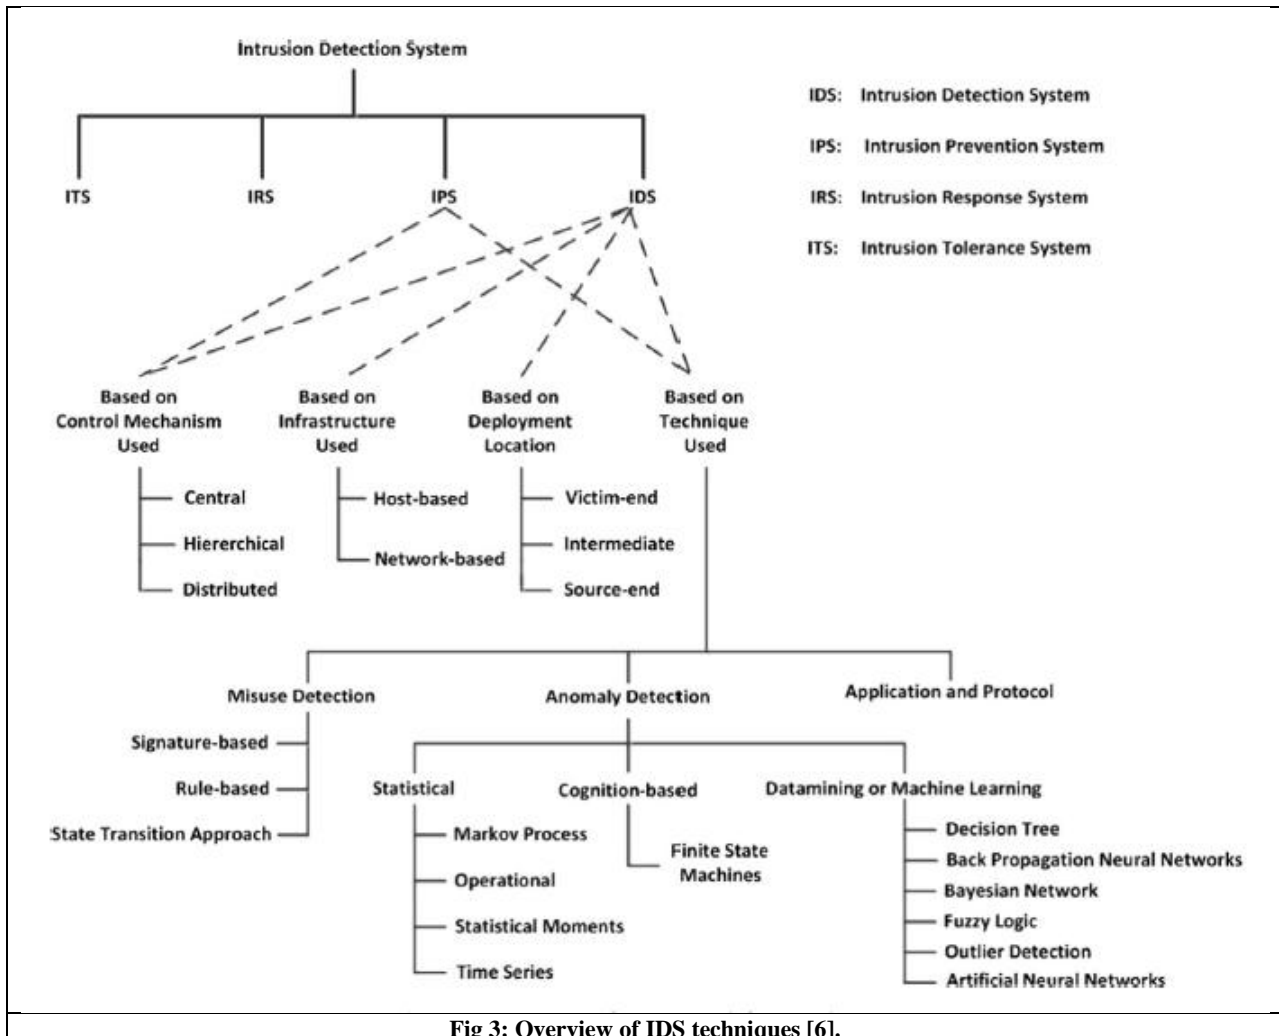 Intrusion Detection System
IDS: Intrusion Detection System
IPS: Intrusion Prevention System
IRS: Intrusion Response System
ITS: Intrusion Tolerance System
ITS
IRS
IPS
IDS
Based on
Control Mechanism
Used
Central
Hiererchical
Distributed
Based on
Infrastructure
Used
Host-based
Network-based
Based on
Deployment
Location
Victim-end
Intermediate
Source-end
Based on
Technique
Used
Misuse Detection
Signature-based
Rule-based
State Transition Approach
Anomaly Detection
Statistical
Markov Process
Operational
Statistical Moments
Time Series
Cognition-based
Finite State
Machines
Datamining or Machine Learning
Decision Tree
Back Propagation Neural Networks
Bayesian Network
Fuzzy Logic
Outlier Detection
Artificial Neural Networks
Application and Protocol
Fig 3: Overview of IDS techniques [6].